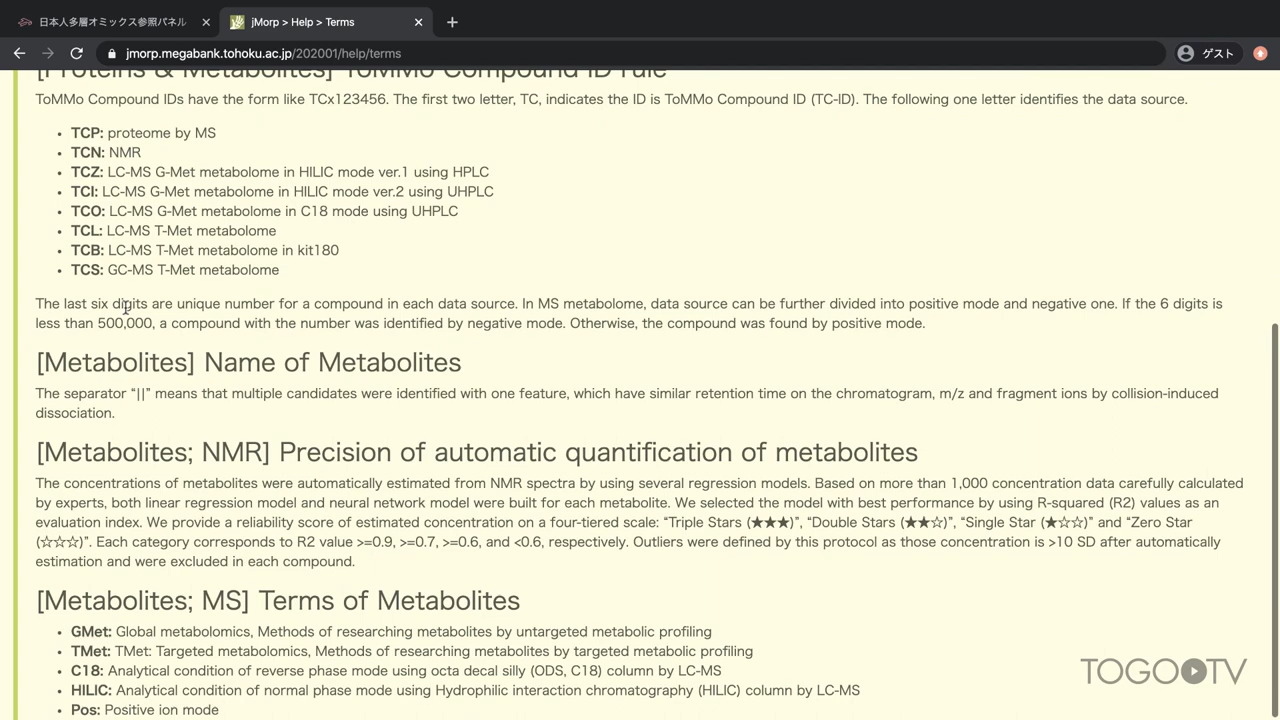 日本人多層オミックス参照パネル
jMorp > Help > Terms
jmorp.megabank.tohoku.ac.jp/202001/help/terms
ゲスト
[Proteins & Metabolites] ToMMo Compound ID rule
ToMMo Compound IDs have the form like TCx123456. The first two letter, TC, indicates the ID is ToMMo Compound ID (TC-ID). The following one letter identifies the data source.
• TCP: proteome by MS
• TCN: NMR
• TCZ: LC-MS G-Met metabolome in HILIC mode ver.1 using HPLC
• TCI: LC-MS G-Met metabolome in HILIC mode ver.2 using UHPLC
• TCO: LC-MS G-Met metabolome in C18 mode using UHPLC
• TCL: LC-MS T-Met metabolome
• TCB: LC-MS T-Met metabolome in kit180
• TCS: GC-MS T-Met metabolome
The last six digits are unique number for a compound in each data source. In MS metabolome, data source can be further divided into positive mode and negative one. If the 6 digits is
less than 500,000, a compound with the number was identified by negative mode. Otherwise, the compound was found by positive mode.
[Metabolites] Name of Metabolites
The separator “||” means that multiple candidates were identified with one feature, which have similar retention time on the chromatogram, m/z and fragment ions by collision-induced
dissociation.
[Metabolites; NMR] Precision of automatic quantification of metabolites
The concentrations of metabolites were automatically estimated from NMR spectra by using several regression models. Based on more than 1,000 concentration data carefully calculated
by experts, both linear regression model and neural network model were built for each metabolite. We selected the model with best performance by using R-squared (R2) values as an
evaluation index. We provide a reliability score of estimated concentration on a four-tiered scale: “Triple Stars (★★★)”, “Double Stars (★★☆)”, “Single Star (★☆☆)” and “Zero Star
(☆☆☆)”. Each category corresponds to R2 value >=0.9, >=0.7, >=0.6, and <0.6, respectively. Outliers were defined by this protocol as those concentration is >10 SD after automatically
estimation and were excluded in each compound.
[Metabolites; MS] Terms of Metabolites
• GMet: Global metabolomics, Methods of researching metabolites by untargeted metabolic profiling
• TMet: TMet: Targeted metabolomics, Methods of researching metabolites by targeted metabolic profiling
• C18: Analytical condition of reverse phase mode using octa decal silly (ODS, C18) column by LC-MS
• HILIC: Analytical condition of normal phase mode using Hydrophilic interaction chromatography (HILIC) column by LC-MS
• Pos: Positive ion mode
TOGO TV